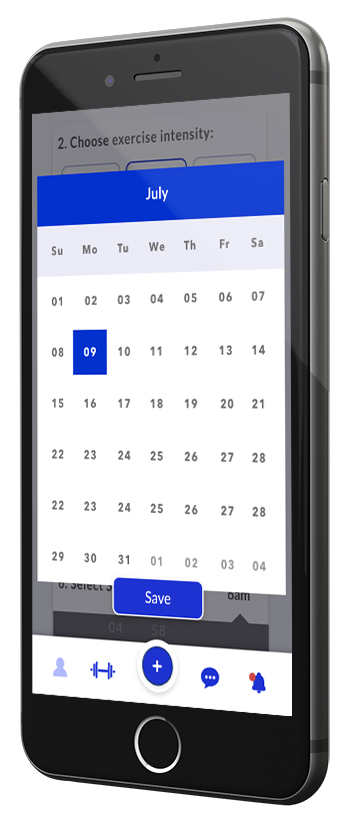 2. Choose exercise intensity:
July
Su Mo Tu We Th Fr Sa
01 02 03 04 05 06 07
08 09 10 11 12 13 14
15 16 17 18 19 20 21
22 23 24 25 26 27 28
22 23 24 25 26 27 28
29 30 31 01 02 03 04
6. Select
6am
Save
04 58
+